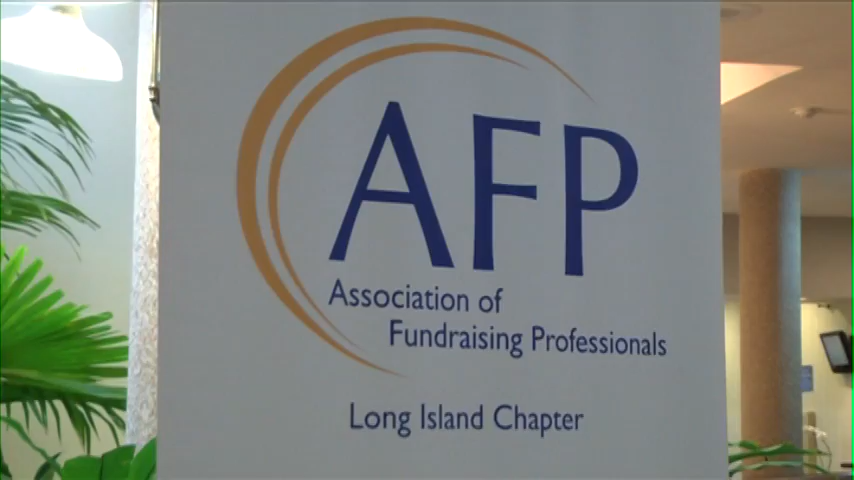 AFP
Association of
Fundraising Professionals
Long Island Chapter